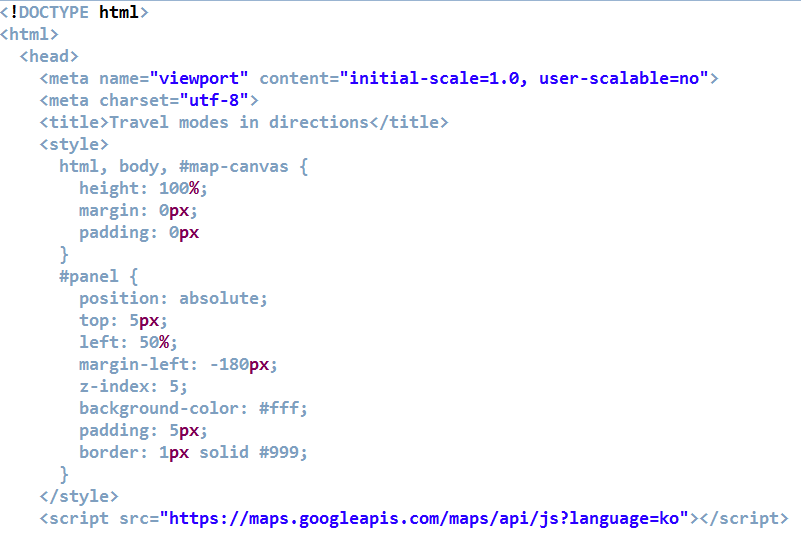 <!DOCTYPE html>
<html>
  <head>
    <meta name="viewport" content="initial-scale=1.0, user-scalable=no">
    <meta charset="utf-8">
    <title>Travel modes in directions</title>
    <style>
      html, body, #map-canvas {
        height: 100%;
        margin: 0px;
        padding: 0px
      }
      #panel {
        position: absolute;
        top: 5px;
        left: 50%;
        margin-left: -180px;
        z-index: 5;
        background-color: #fff;
        padding: 5px;
        border: 1px solid #999;
      }
    </style>
    <script src="https://maps.googleapis.com/maps/api/js?language=ko"></script>